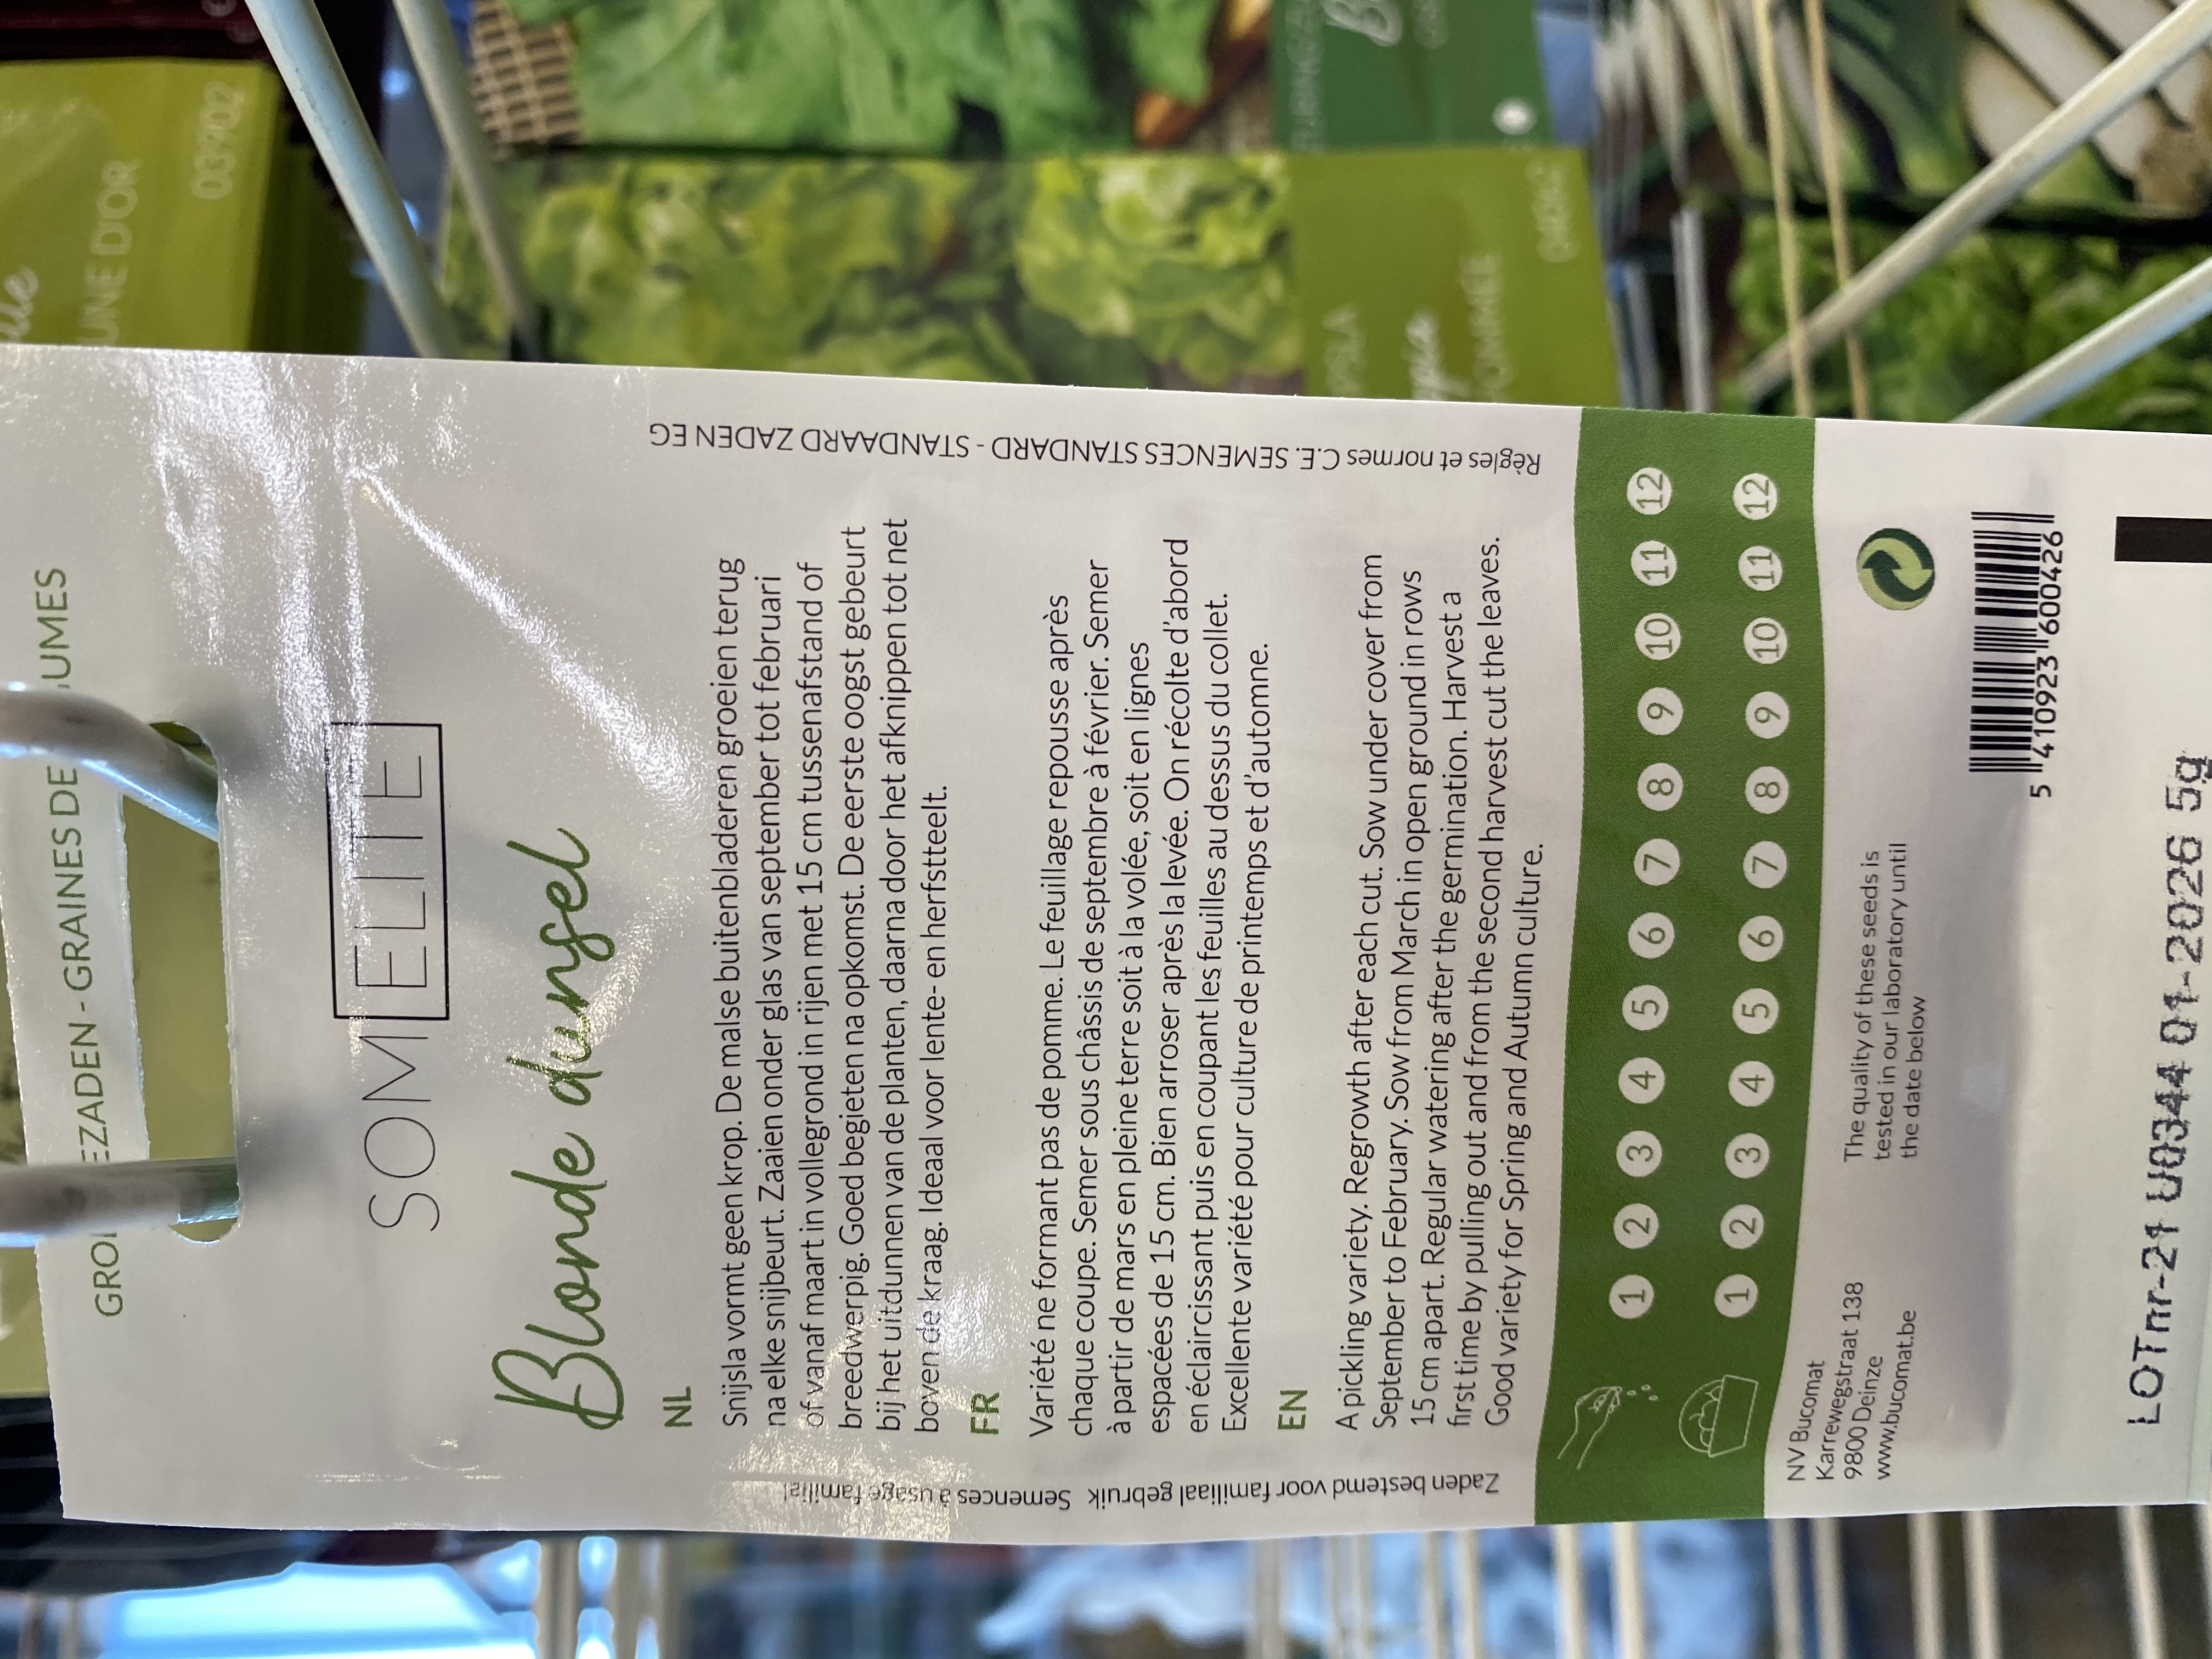 GROENTEZADEN - GRAINES DE LÉGUMES
SOMELITE
Blonde dunsel
NL
Snijsla vormt geen krop. De malse buitenbladeren groeien terug
na elke snijbeurt. Zaaien onder glas van september tot februari
of vanaf maart in vollegrond in rijen met 15 cm tussenafstand of
breedwerpig. Goed begieten na opkomst. De eerste oogst gebeurt
bij het uitdunnen van de planten, daarna door het afknippen tot net
boven de kraag. Ideaal voor lente- en herfstteelt.
FR
Variété ne formant pas de pomme. Le feuillage repousse après
chaque coupe. Semer sous châssis de septembre à février. Semer
à partir de mars en pleine terre soit à la volée, soit en lignes
espacées de 15 cm. Bien arroser après la levée. On récolte d'abord
en éclaircissant puis en coupant les feuilles au dessus du collet.
Excellente variété pour culture de printemps et d'automne.
EN
A pickling variety. Regrowth after each cut. Sow under cover from
September to February. Sow from March in open ground in rows
15 cm apart. Regular watering after the germination. Harvest a
first time by pulling out and from the second harvest cut the leaves.
Good variety for Spring and Autumn culture.
Zaden bestemd voor familiaal gebruik Semences à usage familial
Règles et normes C.E. SEMENCES STANDARD - STANDAARD ZADEN EG
1 2 3 4 5 6 7 8 9 10 11 12
1 2 3 4 5 6 7 8 9 10 11 12
NV Bucomat
Karrewegstraat 138
9800 Deinze
www.bucomat.be
The quality of these seeds is
tested in our laboratory until
the date below
5 410923 600426
LOTnr-21 U0344 01-2026 5g
UNE D'OR
03902